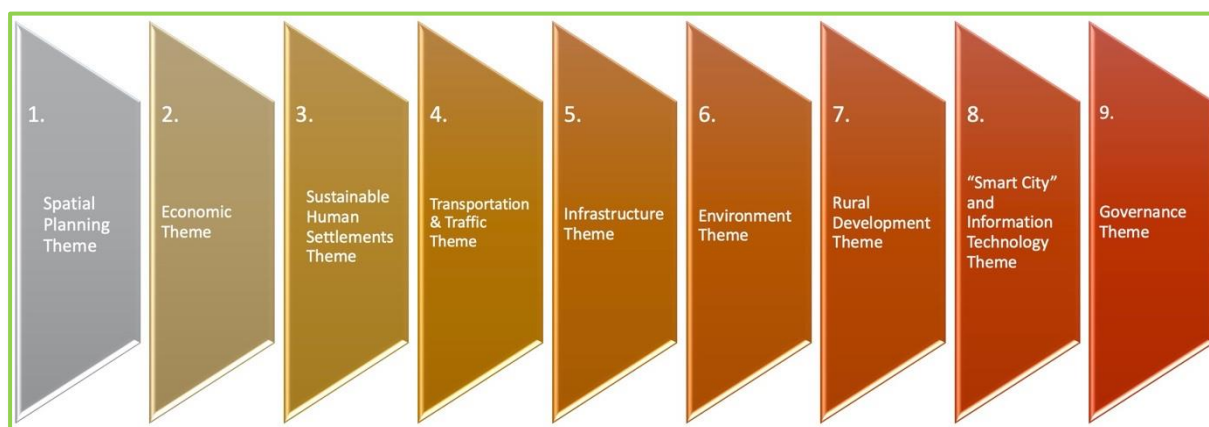 1.
Spatial
Planning
Theme
2.
Economic
Theme
3.
Sustainable
Human
Settlements
Theme
4.
Transportation
& Traffic
Theme
5.
Infrastructure
Theme
6.
Environment
Theme
7.
Rural
Development
Theme
8.
“Smart City”
and
Information
Technology
Theme
9.
Governance
Theme